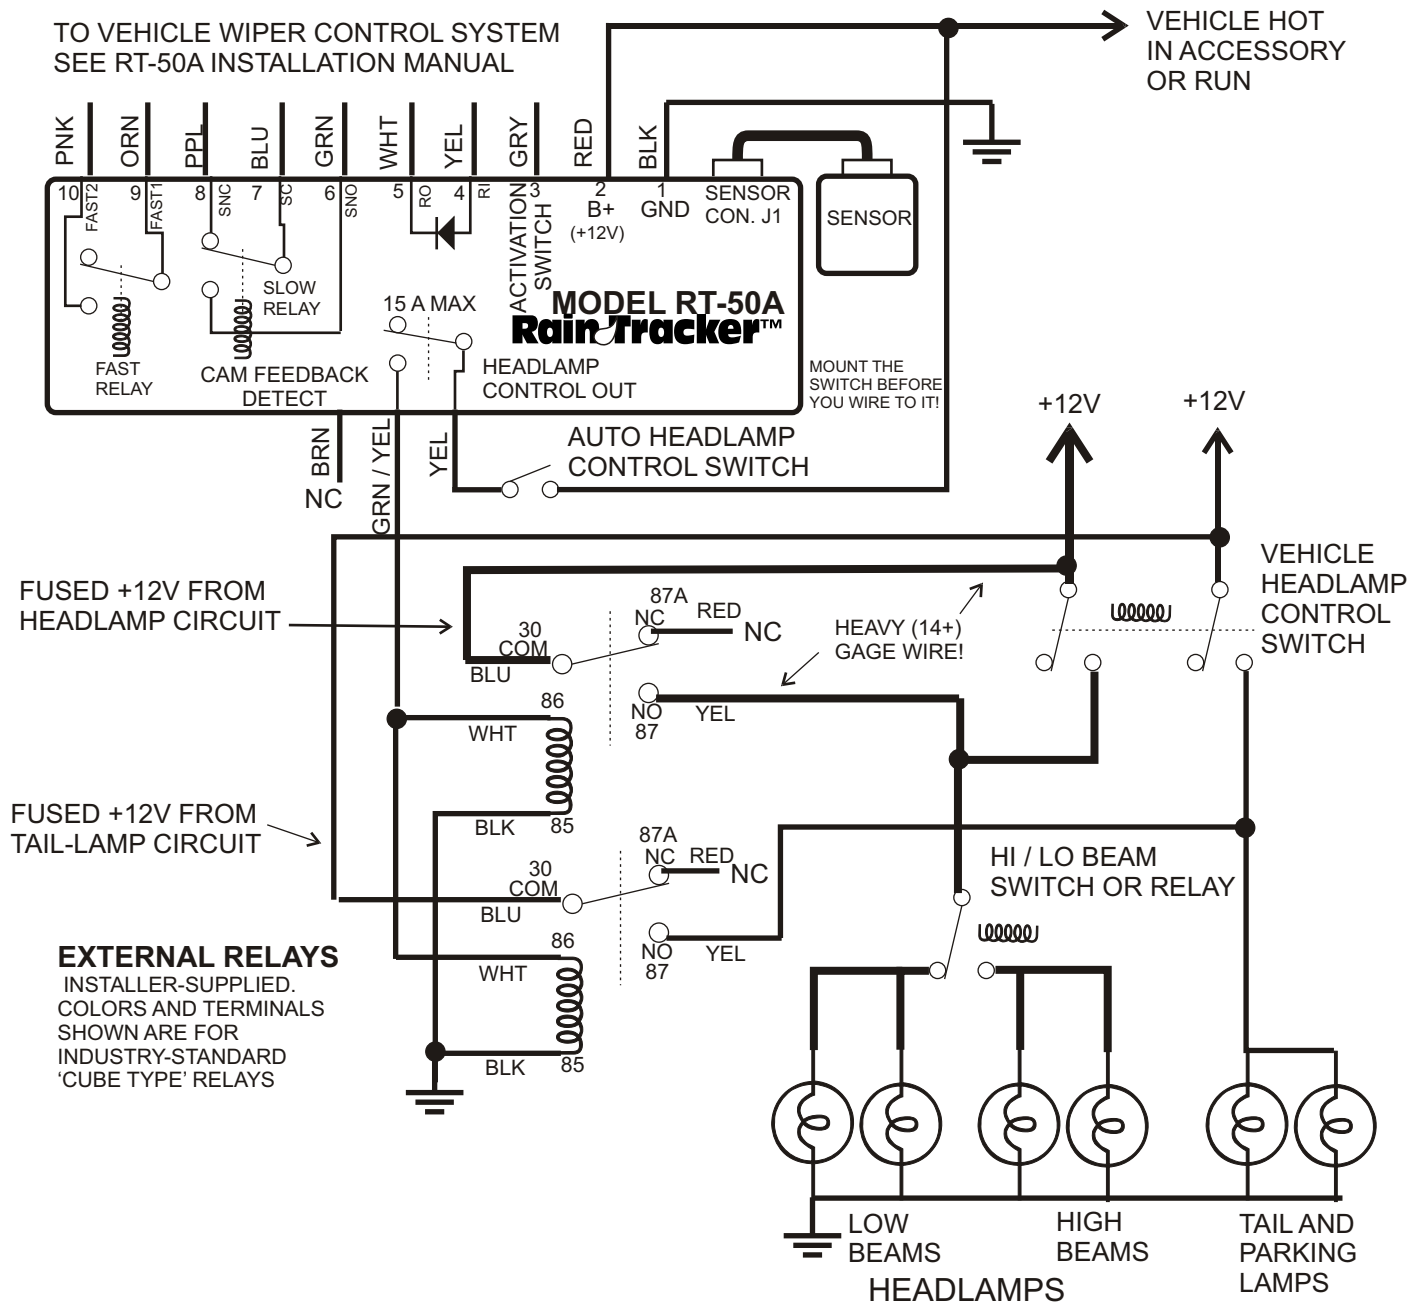 TO VEHICLE WIPER CONTROL SYSTEM
SEE RT-50A INSTALLATION MANUAL
VEHICLE HOT
IN ACCESSORY
OR RUN
PNK
ORN
PPL
BLU
GRN
WHT
YEL
GRY
RED
BLK
10
9
8
7
6
5
4
3
2
1
FAST2
FAST1
SNC
SC
SNO
RO
RI
ACTIVATION
SWITCH
B+
(+12V)
GND
SENSOR
CON. J1
SENSOR
SLOW
RELAY
15 A MAX
MODEL RT-50A
Rain Tracker™
FAST
RELAY
CAM FEEDBACK
DETECT
HEADLAMP
CONTROL OUT
MOUNT THE
SWITCH BEFORE
YOU WIRE TO IT!
BRN
NC
GRN / YEL
YEL
AUTO HEADLAMP
CONTROL SWITCH
+12V
+12V
VEHICLE
HEADLAMP
CONTROL
SWITCH
FUSED +12V FROM
HEADLAMP CIRCUIT
30
COM
BLU
87A
NC
RED
NC
HEAVY (14+)
GAGE WIRE!
86
WHT
NO
87
YEL
FUSED +12V FROM
TAIL-LAMP CIRCUIT
BLK
85
87A
NC
RED
NC
30
COM
BLU
HI / LO BEAM
SWITCH OR RELAY
86
WHT
NO
87
YEL
BLK
85
EXTERNAL RELAYS
INSTALLER-SUPPLIED.
COLORS AND TERMINALS
SHOWN ARE FOR
INDUSTRY-STANDARD
‘CUBE TYPE’ RELAYS
LOW
BEAMS
HIGH
BEAMS
HEADLAMPS
TAIL AND
PARKING
LAMPS